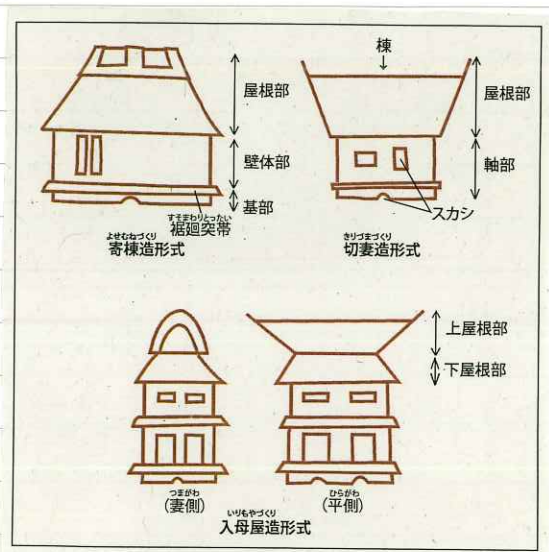 屋根部
壁体部
基部
すそまわりとったい
裾廻突帯
よせむねづくり
寄棟造形式
棟
屋根部
軸部
スカシ
きりづまづくり
切妻造形式
上屋根部
下屋根部
つまがわ
(妻側)
ひらがわ
(平側)
いりもやづくり
入母屋造形式